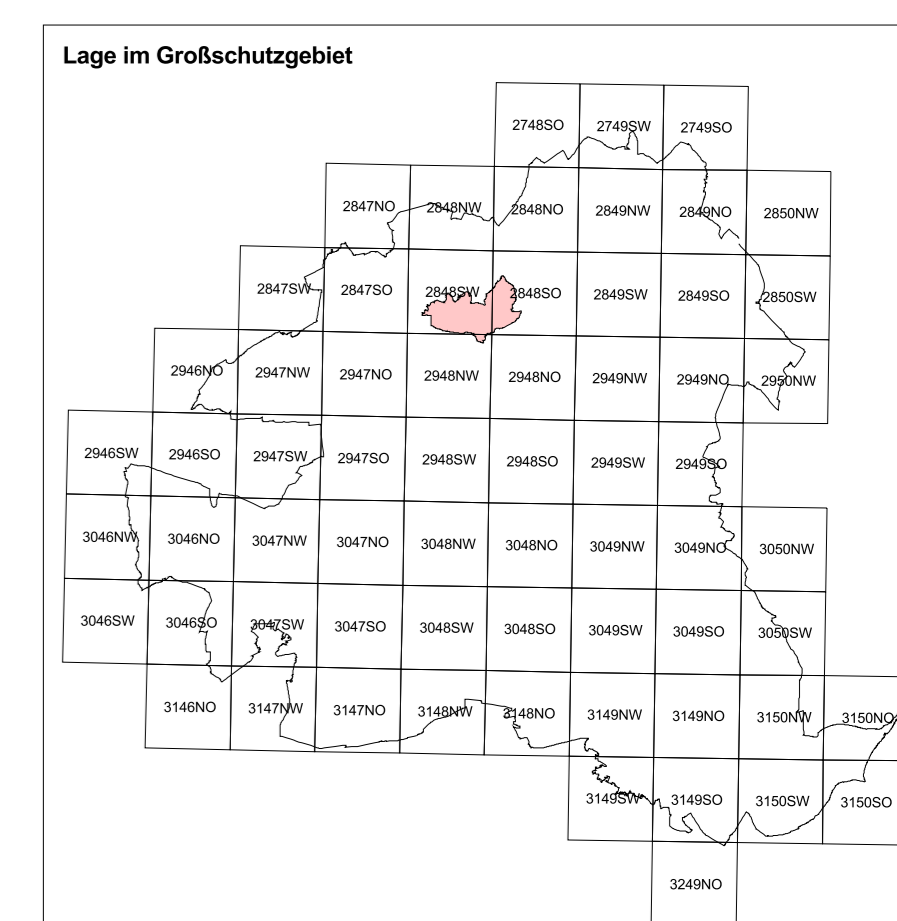 Lage im Großschutzgebiet
2748SO 2749SW 2749SO
2847NO 2848NW 2848NO 2849NW 2849NO 2850NW
2847SW 2847SO 2848SW 2848SO 2849SW 2849SO 2850SW
2946NO 2947NW 2947NO 2948NW 2948NO 2949NW 2949NO 2950NW
2946SW 2946SO 2947SW 2947SO 2948SW 2948SO 2949SW 2949SO
3046NW 3046NO 3047NW 3047NO 3048NW 3048NO 3049NW 3049NO 3050NW
3046SW 3046SO 3047SW 3047SO 3048SW 3048SO 3049SW 3049SO 3050SW
3146NO 3147NW 3147NO 3148NW 3148NO 3149NW 3149NO 3150NW 3150NO
3149SW 3149SO 3150SW 3150SO
3249NO